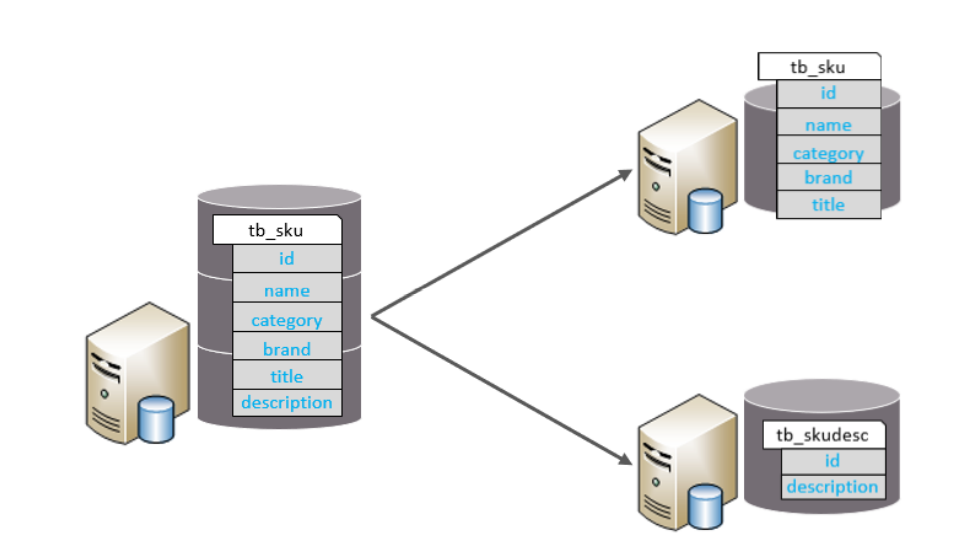 tb_sku
id
name
category
brand
title
description
tb_sku
id
name
category
brand
title
tb_skudesc
id
description